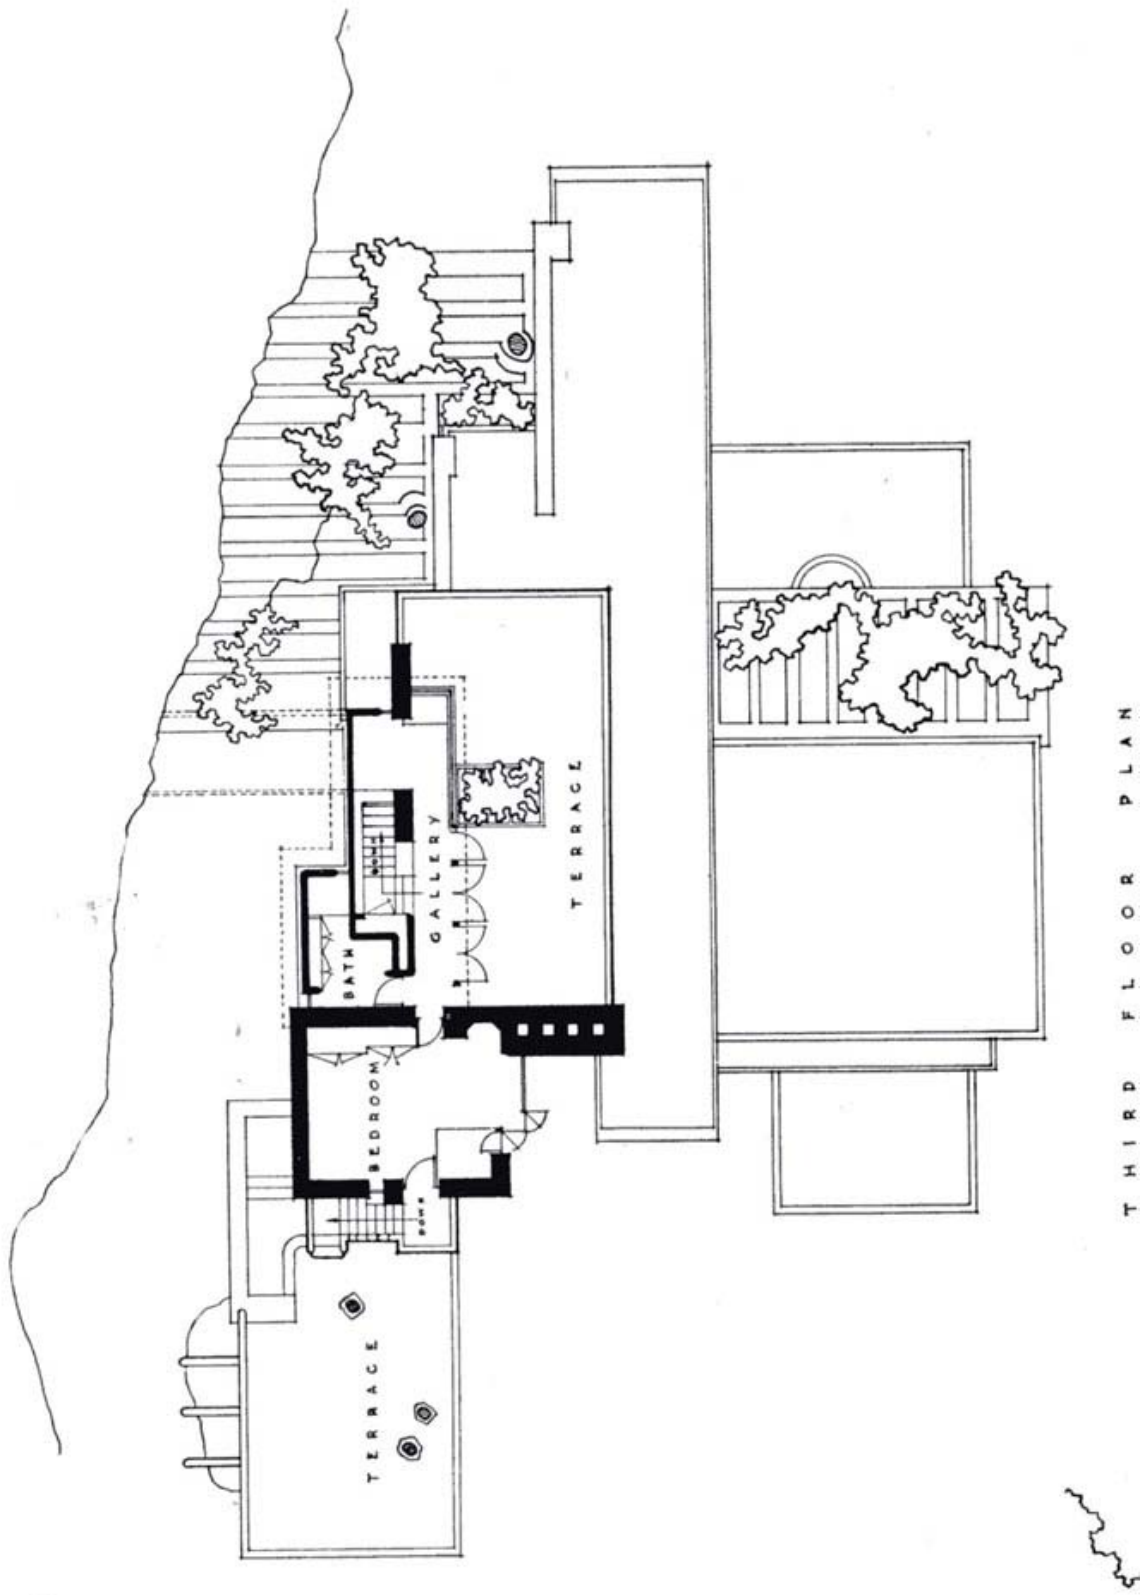 TERRACE
GALLERY
DOWN
BATH
BEDROOM
DOWN
TERRACE
THIRD FLOOR PLAN